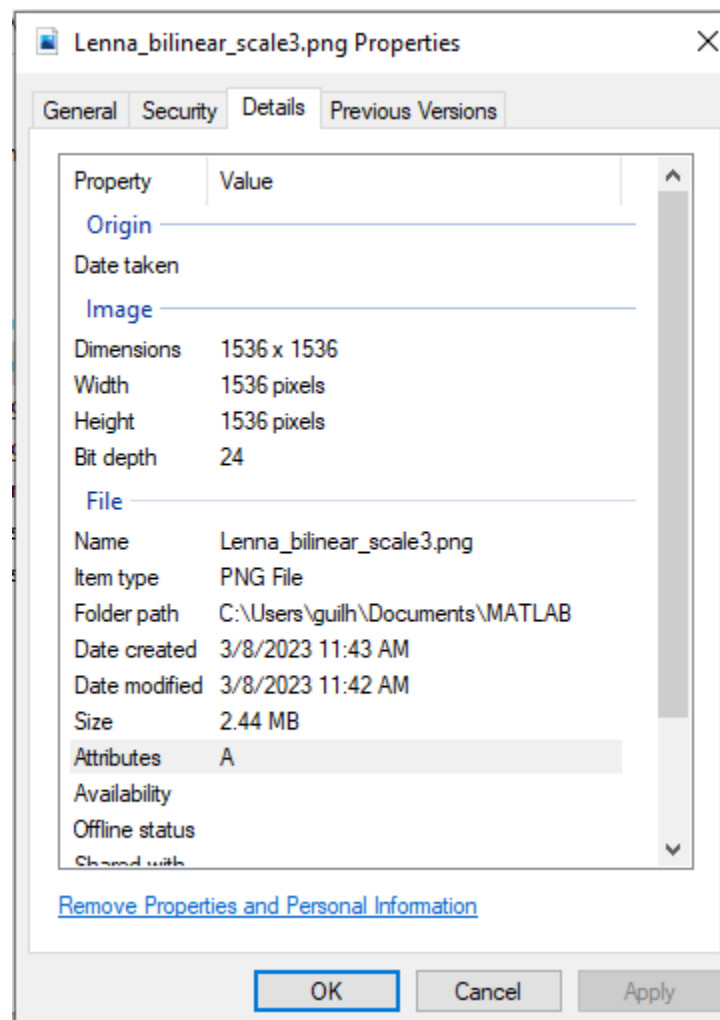 Lenna_bilinear_scale3.png Properties
General Security Details Previous Versions
Property Value
Origin
Date taken
Image
Dimensions 1536 x 1536
Width 1536 pixels
Height 1536 pixels
Bit depth 24
File
Name Lenna_bilinear_scale3.png
Item type PNG File
Folder path C:\Users\guilh\Documents\MATLAB
Date created 3/8/2023 11:43 AM
Date modified 3/8/2023 11:42 AM
Size 2.44 MB
Attributes A
Availability
Offline status
Shared with
Remove Properties and Personal Information
OK Cancel Apply